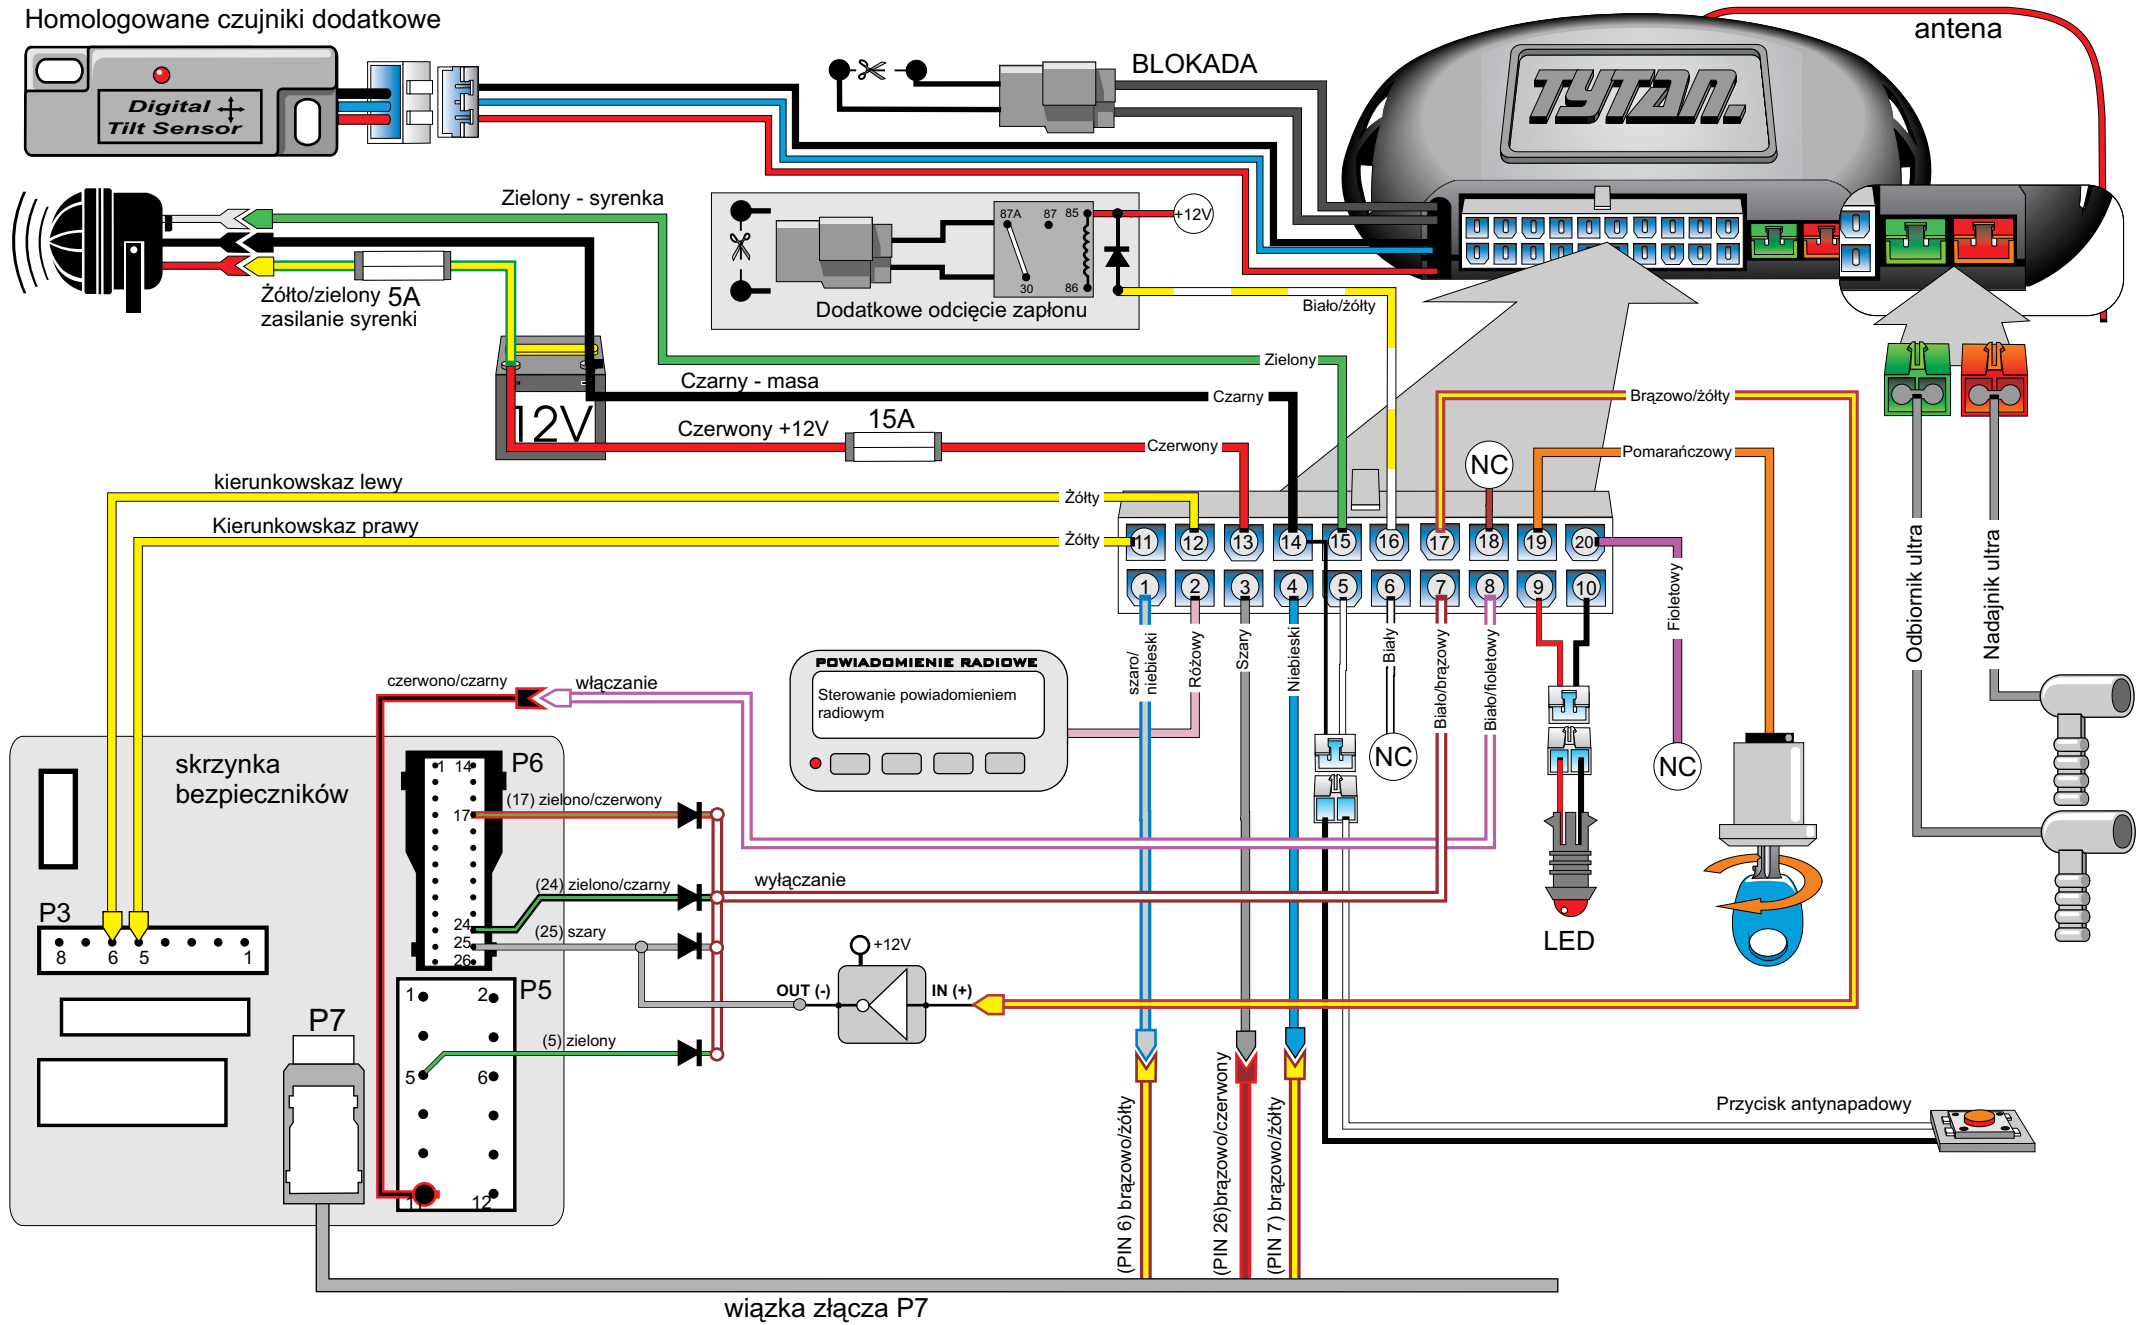 Homologowane czujniki dodatkowe
Digital
Tilt Sensor
BLOKADA
TYTAN.
antena
Zielony - syrenka
Żółto/zielony 5A
zasilanie syrenki
87A
87
85
30
86
+12V
Dodatkowe odcięcie zapłonu
Biało/żółty
12V
Zielony
Czarny - masa
Czarny
Czerwony +12V
15A
Czerwony
Brązowo/żółty
NC
Pomarańczowy
kierunkowskaz lewy
Żółty
Kierunkowskaz prawy
Żółty
11 12 13 14 15 16 17 18 19 20
1 2 3 4 5 6 7 8 9 10
szaro/
niebieski
Różowy
Szary
Niebieski
Biały
Biało/brązowy
Biało/fioletowy
Fioletowy
Odbiornik ultra
Nadajnik ultra
NC
NC
POWIADOMIENIE RADIOWE
Sterowanie powiadomieniem
radiowym
czerwono/czarny
włączanie
skrzynka
bezpieczników
P6
1 14
17
24
25
26
(17) zielono/czerwony
(24) zielono/czarny
(25) szary
wyłączanie
P3
8 6 5 1
P5
1 2
5 6
11 12
(5) zielony
P7
+12V
OUT (-)
IN (+)
LED
Przycisk antynapadowy
(PIN 6) brązowo/żółty
(PIN 26)brązowo/czerwony
(PIN 7) brązowo/żółty
wiązka złącza P7